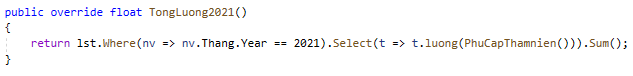 public override float TongLuong2021()
{
return lst.Where(nv => nv.Thang.Year == 2021).Select(t => t.luong(PhuCapThamnien())).Sum();
}